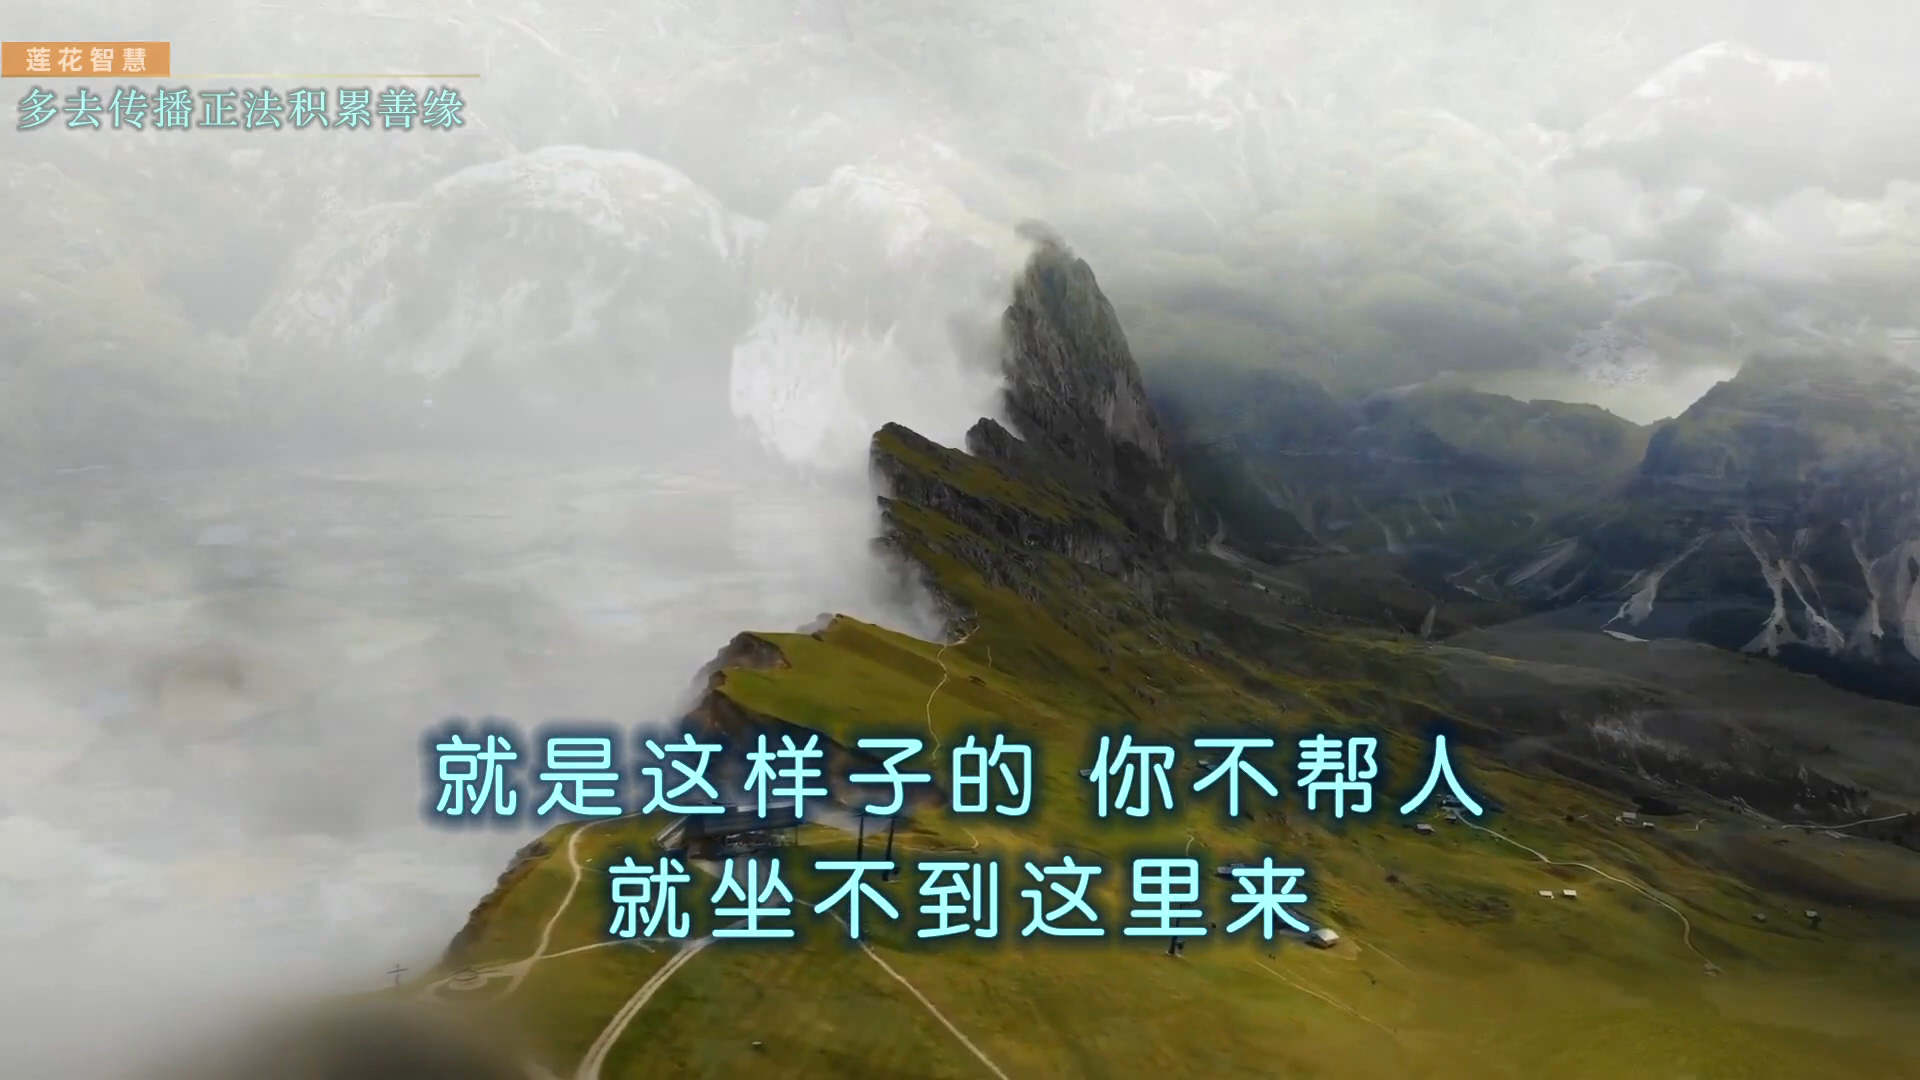 莲花智慧
多去传播正法积累善缘
就是这样子的 你不帮人
就坐不到这里来